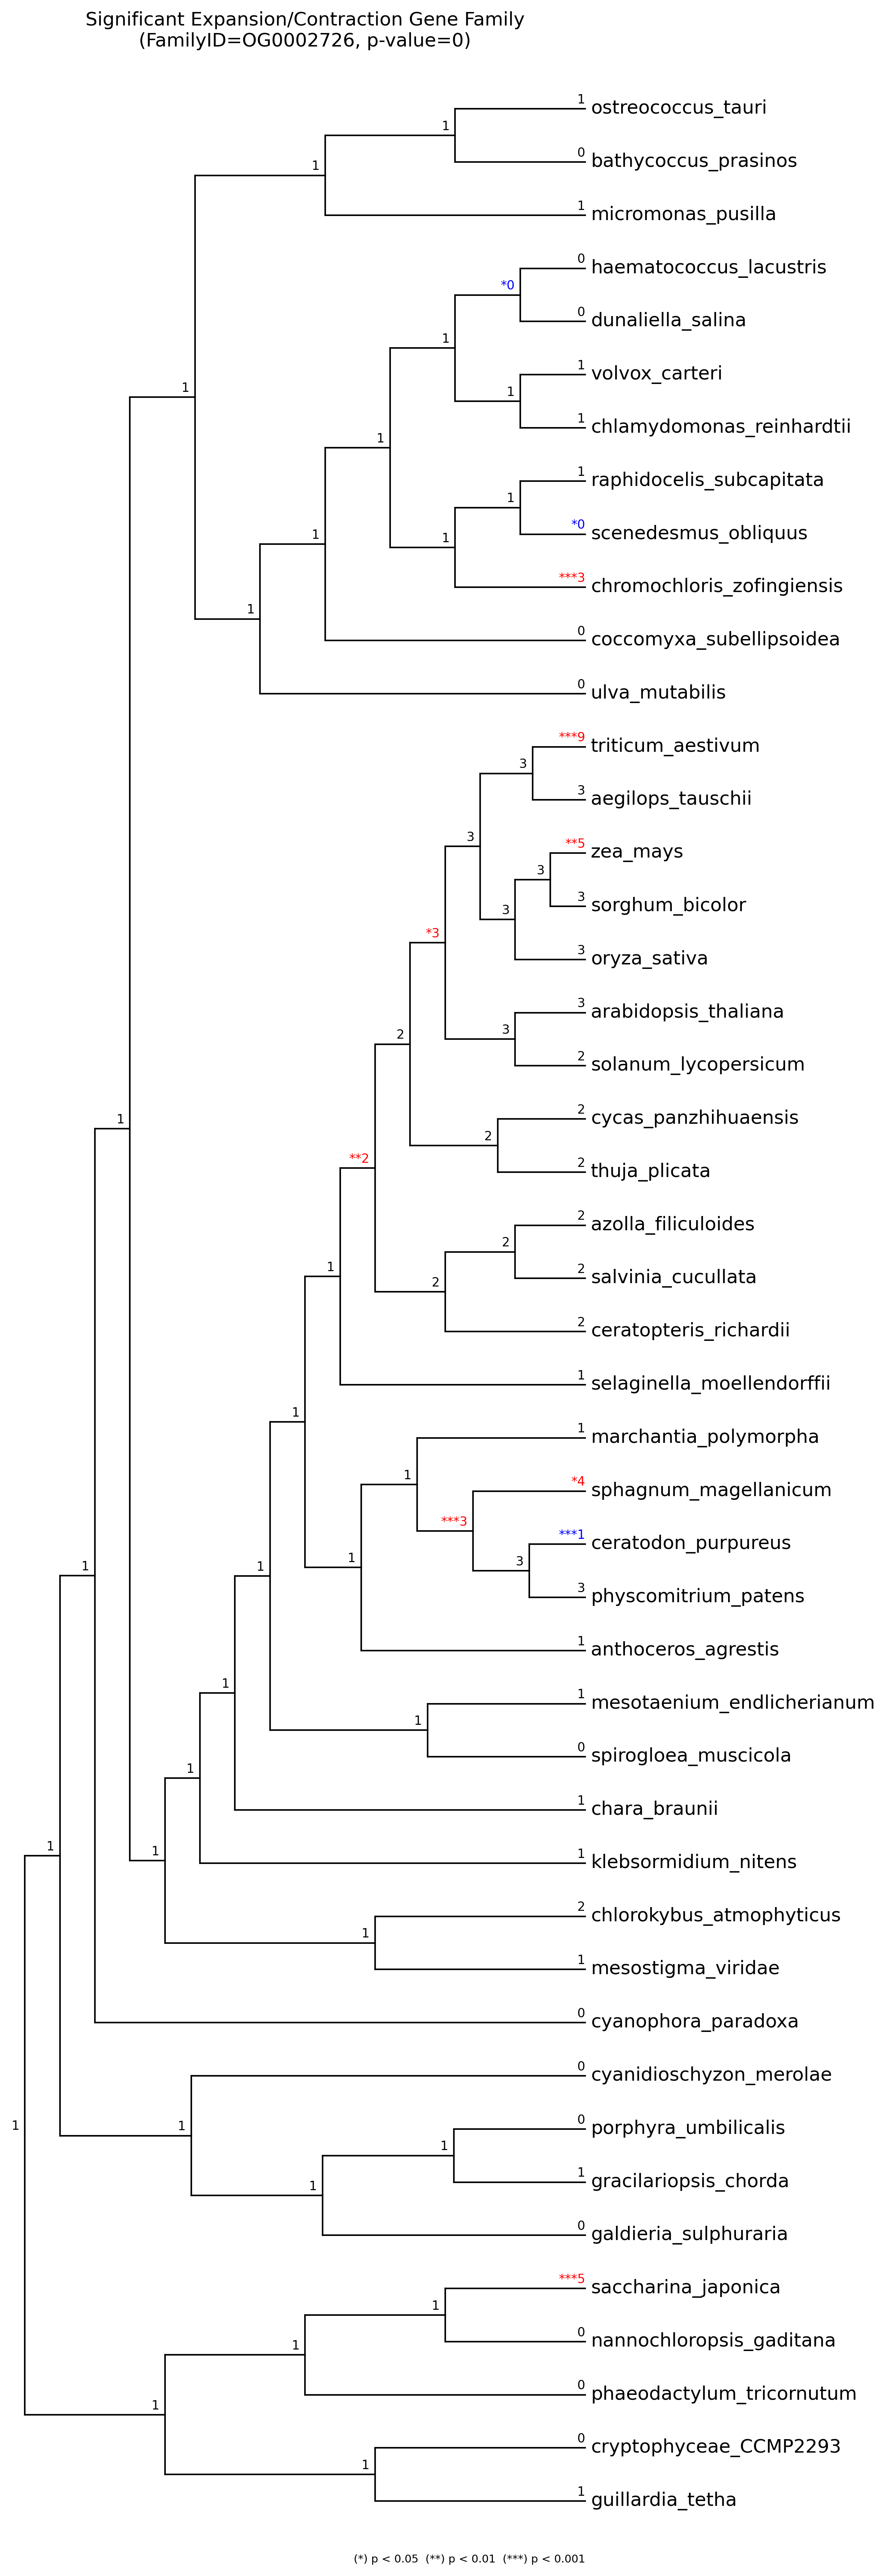 Significant Expansion/Contraction Gene Family
(FamilyID=OG0002726, p-value=0)
1
ostreococcus_tauri
1
0
bathycoccus_prasinos
1
1
micromonas_pusilla
0
haematococcus_lacustris
*0
0
dunaliella_salina
1
1
volvox_carteri
1
1
1
chlamydomonas_reinhardtii
1
1
raphidocelis_subcapitata
1
*0
scenedesmus_obliquus
1
1
***3
chromochloris_zofingiensis
1
0
coccomyxa_subellipsoidea
0
ulva_mutabilis
***9
triticum_aestivum
3
3
aegilops_tauschii
3
**5
zea_mays
3
3
sorghum_bicolor
3
*3
3
oryza_sativa
3
arabidopsis_thaliana
2
3
2
solanum_lycopersicum
1
2
cycas_panzhihuaensis
2
**2
2
thuja_plicata
2
azolla_filiculoides
2
1
2
salvinia_cucullata
2
2
ceratopteris_richardii
1
selaginella_moellendorffii
1
1
marchantia_polymorpha
1
*4
sphagnum_magellanicum
***3
***1
ceratodon_purpureus
1
1
1
3
3
physcomitrium_patens
1
anthoceros_agrestis
1
1
mesotaenium_endlicherianum
1
0
spirogloea_muscicola
1
1
chara_braunii
1
1
1
klebsormidium_nitens
2
chlorokybus_atmophyticus
1
1
mesostigma_viridae
0
cyanophora_paradoxa
0
cyanidioschyzon_merolae
1
1
0
porphyra_umbilicalis
1
1
gracilariopsis_chorda
1
0
galdieria_sulphuraria
***5
saccharina_japonica
1
0
nannochloropsis_gaditana
1
0
phaeodactylum_tricornutum
1
0
cryptophyceae_CCMP2293
1
1
guillardia_tetha
(*) p < 0.05 (**) p < 0.01 (***) p < 0.001